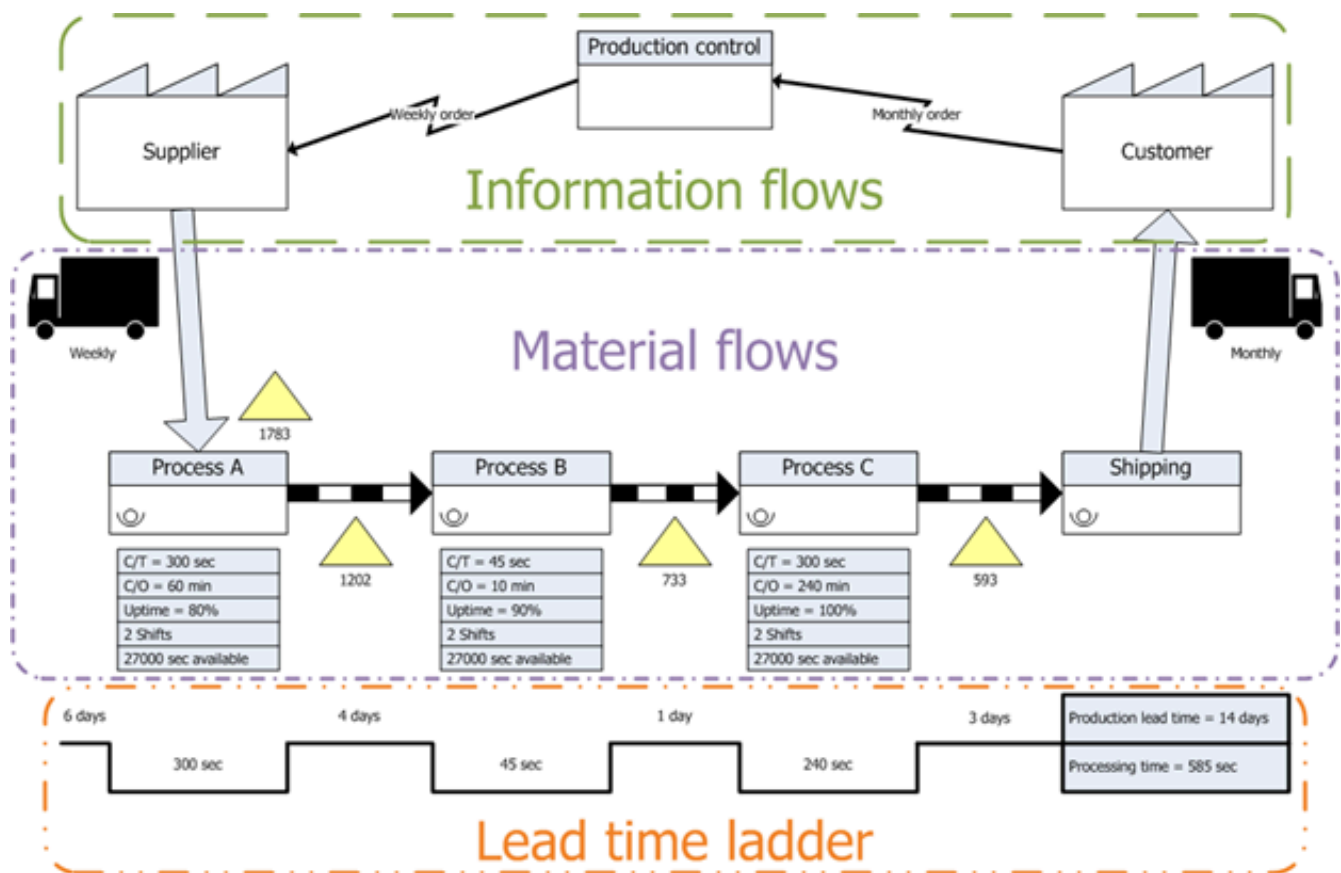 Production control
Weekly order
Monthly order
Supplier
Customer
Information flows
Weekly
Material flows
Monthly
1783
Process A
Process B
Process C
Shipping
1202
733
593
C/T = 300 sec
C/O = 60 min
Uptime = 80%
2 Shifts
27000 sec available
C/T = 45 sec
C/O = 10 min
Uptime = 90%
2 Shifts
27000 sec available
C/T = 300 sec
C/O = 240 min
Uptime = 100%
2 Shifts
27000 sec available
6 days
4 days
1 day
3 days
Production lead time = 14 days
300 sec
45 sec
240 sec
Processing time = 585 sec
Lead time ladder